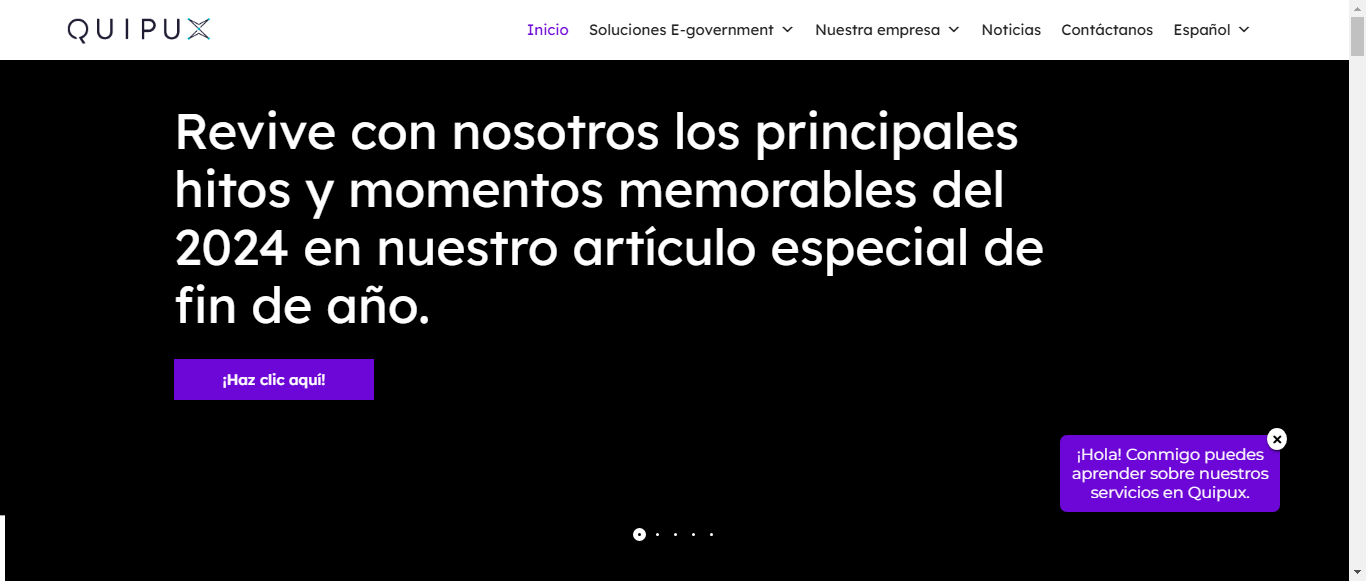 QUIPUX
Inicio Soluciones E-government Nuestra empresa Noticias Contáctanos Español
Revive con nosotros los principales
hitos y momentos memorables del
2024 en nuestro artículo especial de
fin de año.
¡Haz clic aquí!
¡Hola! Conmigo puedes
aprender sobre nuestros
servicios en Quipux.